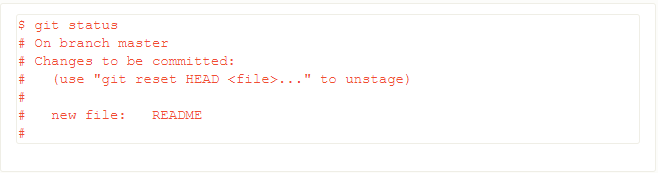 $ git status
# On branch master
# Changes to be committed:
#   (use "git reset HEAD <file>..." to unstage)
#
#   new file:   README
#